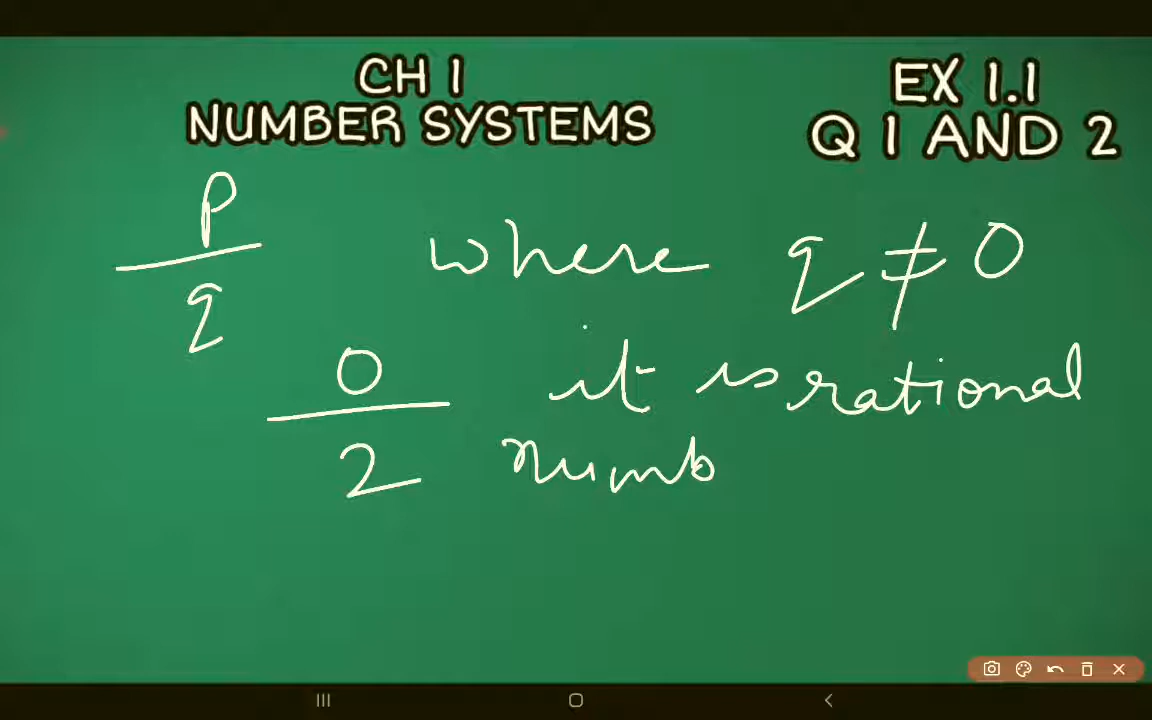 CH 1
NUMBER SYSTEMS
EX 1.1
Q 1 AND 2
p
q
where q ≠ 0
0
2
it is rational
numb